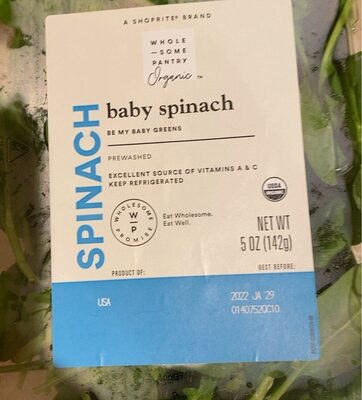 A SHOPRITE® BRAND
WHOLE
—SOME
PANTRY
Organic™
SPINACH
baby spinach
BE MY BABY GREENS
PREWASHED
EXCELLENT SOURCE OF VITAMINS A & C
KEEP REFRIGERATED
USDA
ORGANIC
WHOLESOME PROMISE
W
P
Eat Wholesome.
Eat Well.
NET WT
5 OZ (142g)
PRODUCT OF:
BEST BEFORE:
USA
2022 JA 29